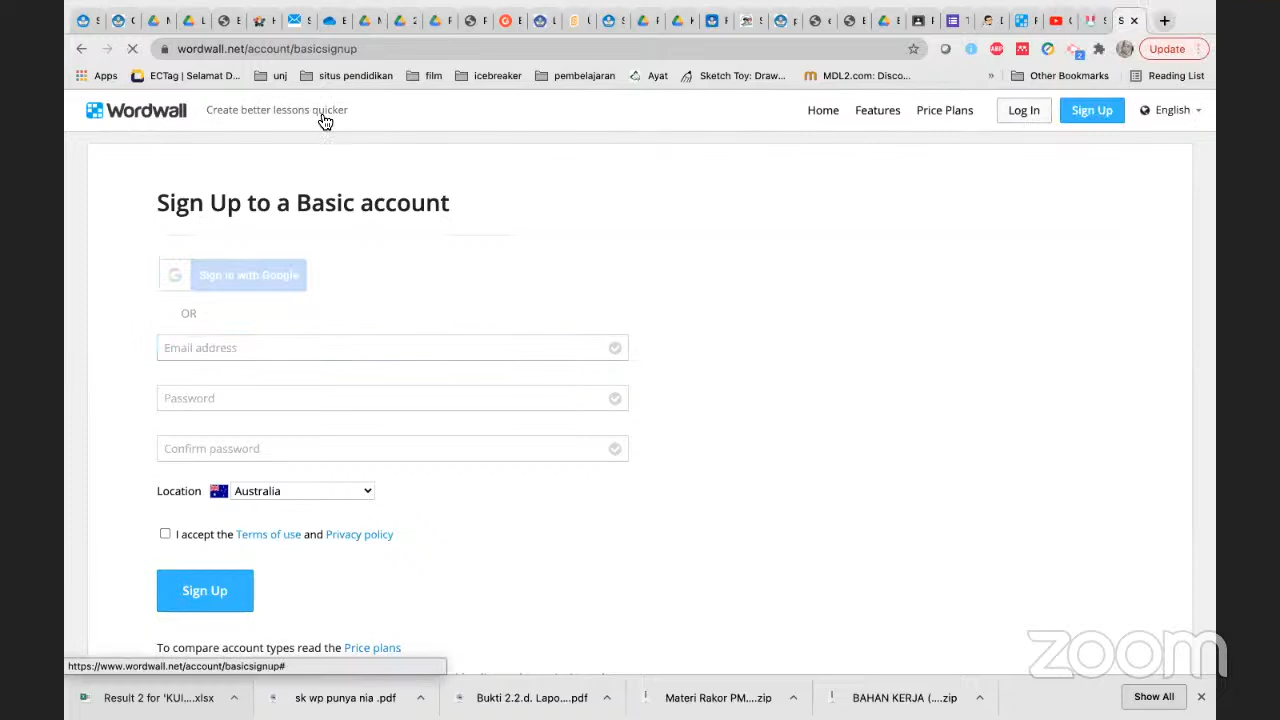 wordwall.net/account/basicsignup
Update
Apps
ECTag | Selamat D...
unj
situs pendidikan
film
icebreaker
pembelajaran
Ayat
Sketch Toy: Draw...
MDL2.com: Disco...
»
Other Bookmarks
Reading List
Wordwall
Create better lessons quicker
Home
Features
Price Plans
Log In
Sign Up
English
Sign Up to a Basic account
G Sign in with Google
OR
Email address
Password
Confirm password
Location Australia
I accept the Terms of use and Privacy policy
Sign Up
To compare account types read the Price plans
https://www.wordwall.net/account/basicsignup#
zoom
Result 2 for 'KUI....xlsx
sk wp punya nia .pdf
Bukti 2.2.d. Lapo....pdf
Materi Rakor PM....zip
BAHAN KERJA (....zip
Show All